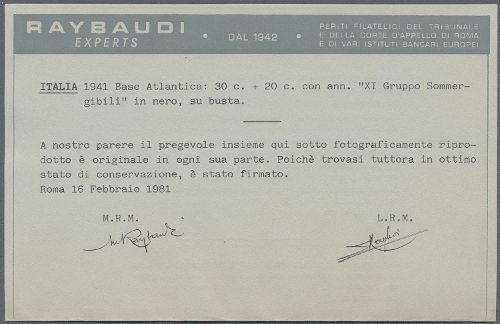 RAYBAUDI
EXPERTS
• DAL 1942 •
PERITI FILATELICI DEL TRIBUNALE
E DELLA CORTE D'APPELLO DI ROMA
E DI VARI ISTITUTI BANCARI EUROPEI
ITALIA 1941 Base Atlantica: 30 c. + 20 c. con ann. "XI Gruppo Sommer-
gibili" in nero, su busta.
A nostro parere il pregevole insieme qui sotto fotograficamente ripro-
dotto è originale in ogni sua parte. Poichè trovasi tuttora in ottimo
stato di conservazione, è stato firmato.
Roma 16 Febbraio 1981
M.R.M. L.R.M.